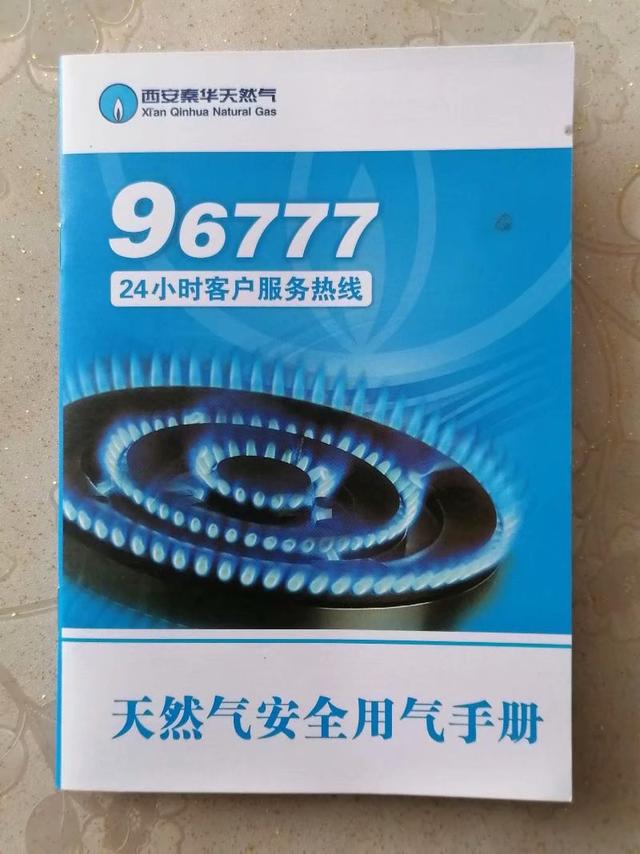 西安秦华天然气
Xi'an Qinhua Natural Gas
96777
24小时客户服务热线
天然气安全用气手册